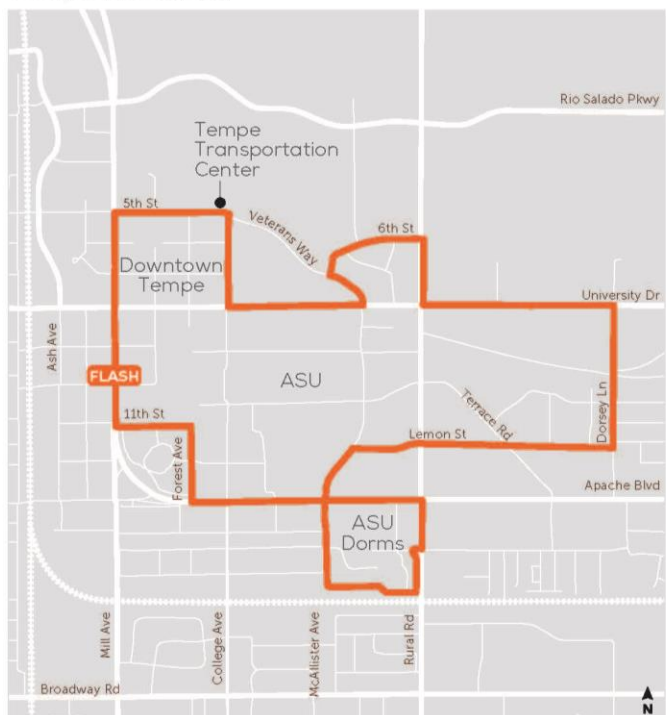 Rio Salado Pkwy
Tempe
Transportation
Center
5th St
Veterans Way
6th St
Downtown
Tempe
University Dr
Ash Ave
FLASH
ASU
Terrace Rd
Dorsey Ln
11th St
Lemon St
Forest Ave
Apache Blvd
ASU
Dorms
Mill Ave
College Ave
McAllister Ave
Rural Rd
Broadway Rd
N